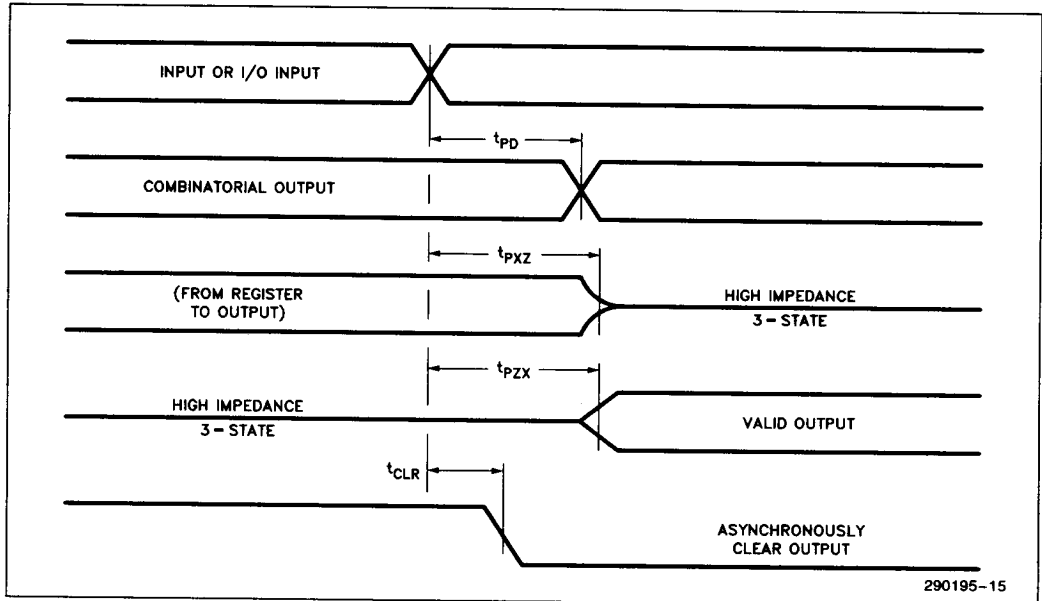 INPUT OR I/O INPUT
tPD
COMBINATORIAL OUTPUT
tPXZ
(FROM REGISTER
TO OUTPUT)
HIGH IMPEDANCE
3-STATE
tPZX
HIGH IMPEDANCE
3-STATE
VALID OUTPUT
tCLR
ASYNCHRONOUSLY
CLEAR OUTPUT
290195-15